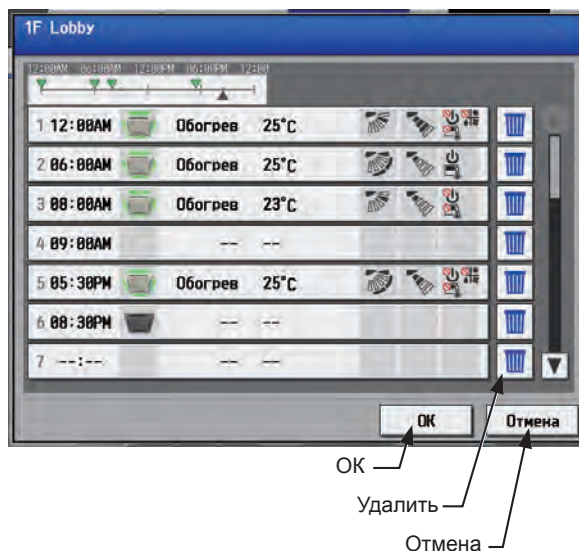 1F Lobby
12:00AM 06:00AM 12:00PM 06:00PM 12:00
1 12:00AM Обогрев 25°C
2 06:00AM Обогрев 25°C
3 08:00AM Обогрев 23°C
4 09:00AM -- --
5 05:30PM Обогрев 25°C
6 08:30PM -- --
7 --:-- -- --
OK Отмена
ОК
Удалить
Отмена